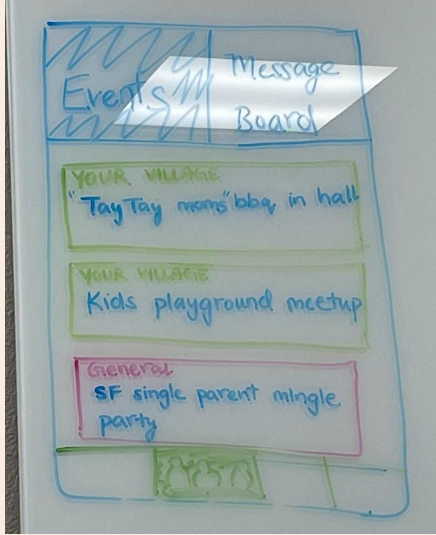 Events
Message
Board
YOUR VILLAGE
"TayTay moms" bbq in hall
YOUR VILLAGE
Kids playground meetup
General
SF single parent mingle
party